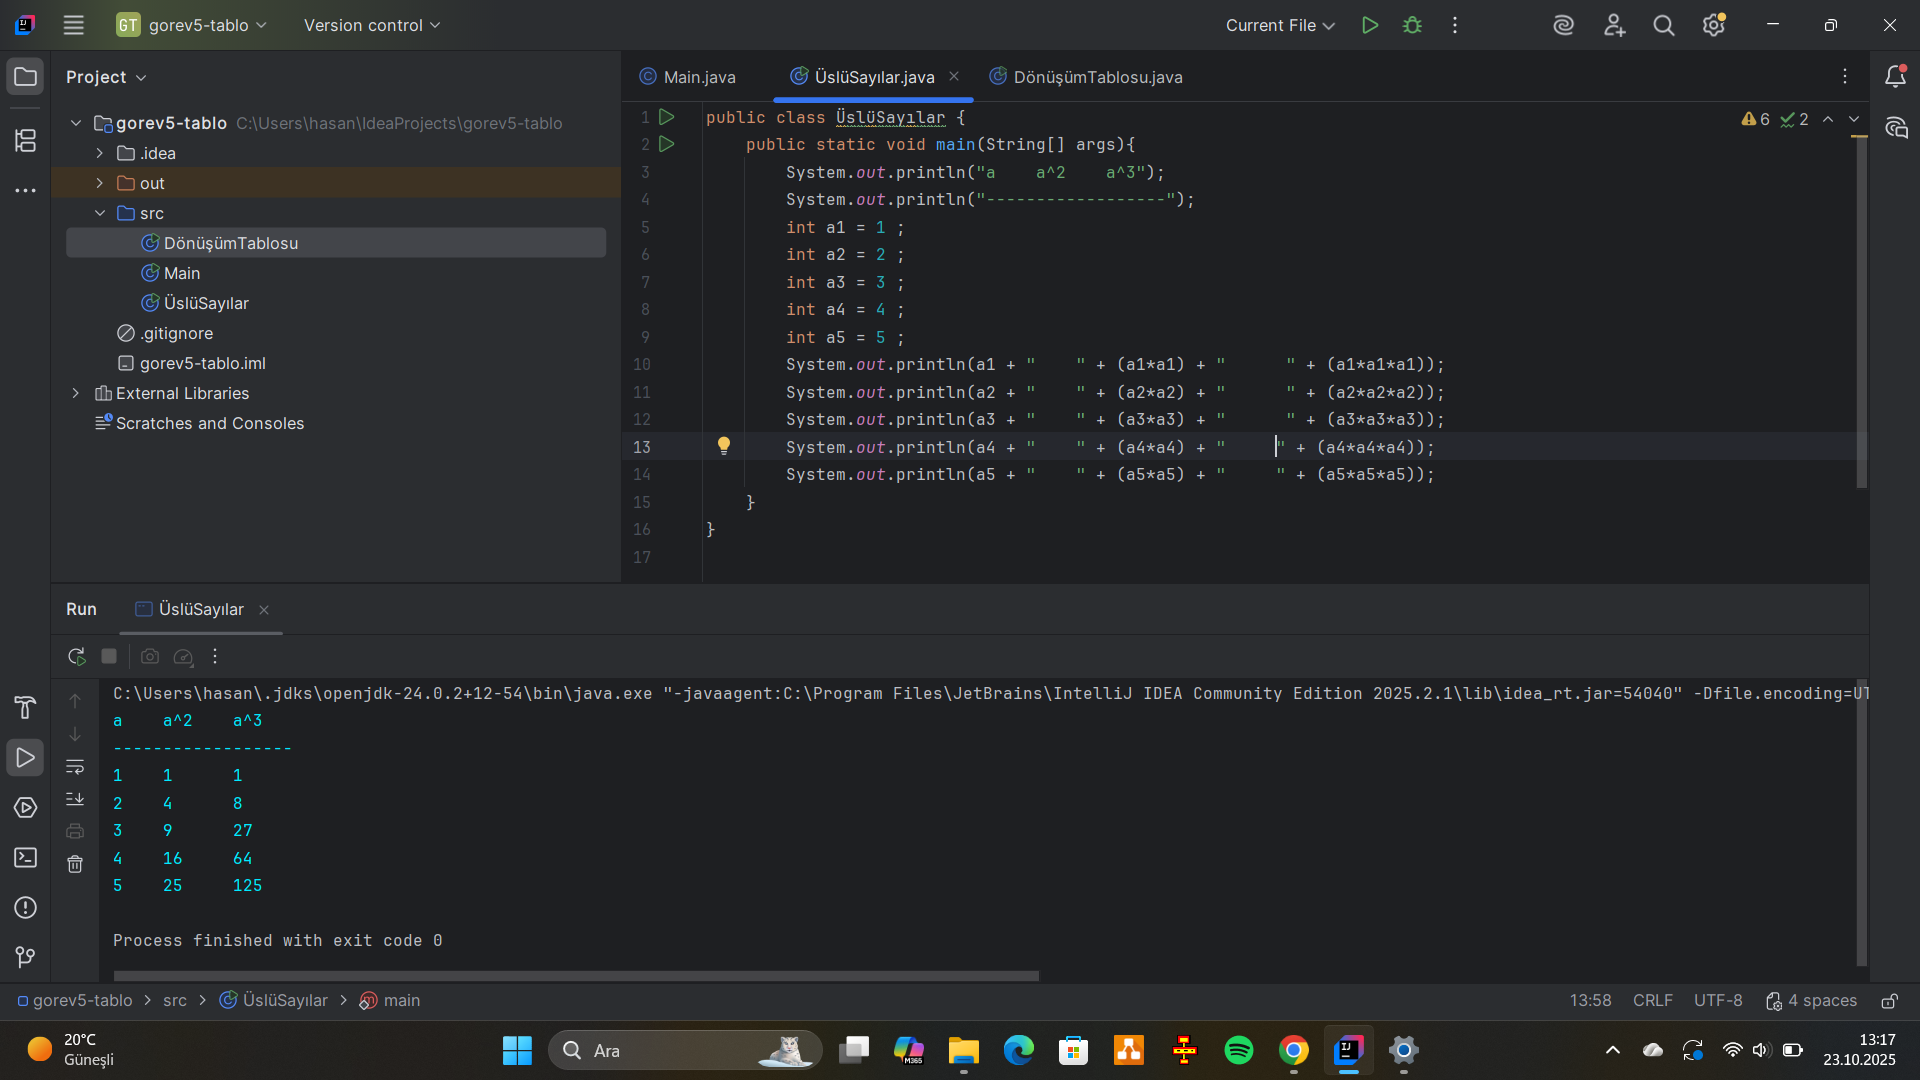 GT gorev5-tablo Version control Current File
Project
Main.java ÜslüSayılar.java DönüşümTablosu.java
gorev5-tablo C:\Users\hasan\IdeaProjects\gorev5-tablo
.idea
out
src
DönüşümTablosu
Main
ÜslüSayılar
.gitignore
gorev5-tablo.iml
External Libraries
Scratches and Consoles
6 2
1 public class ÜslüSayılar {
2     public static void main(String[] args){
3         System.out.println("a    a^2    a^3");
4         System.out.println("------------------");
5         int a1 = 1 ;
6         int a2 = 2 ;
7         int a3 = 3 ;
8         int a4 = 4 ;
9         int a5 = 5 ;
10         System.out.println(a1 + "    " + (a1*a1) + "      " + (a1*a1*a1));
11         System.out.println(a2 + "    " + (a2*a2) + "      " + (a2*a2*a2));
12         System.out.println(a3 + "    " + (a3*a3) + "      " + (a3*a3*a3));
13         System.out.println(a4 + "    " + (a4*a4) + "     " + (a4*a4*a4));
14         System.out.println(a5 + "    " + (a5*a5) + "     " + (a5*a5*a5));
15     }
16 }
17
Run ÜslüSayılar
C:\Users\hasan\.jdks\openjdk-24.0.2+12-54\bin\java.exe "-javaagent:C:\Program Files\JetBrains\IntelliJ IDEA Community Edition 2025.2.1\lib\idea_rt.jar=54040" -Dfile.encoding=UT
a    a^2    a^3
------------------
1    1      1
2    4      8
3    9      27
4    16     64
5    25     125
Process finished with exit code 0
gorev5-tablo > src > ÜslüSayılar > main 13:58 CRLF UTF-8 4 spaces
20°C
Güneşli
Ara
M365
13:17
23.10.2025